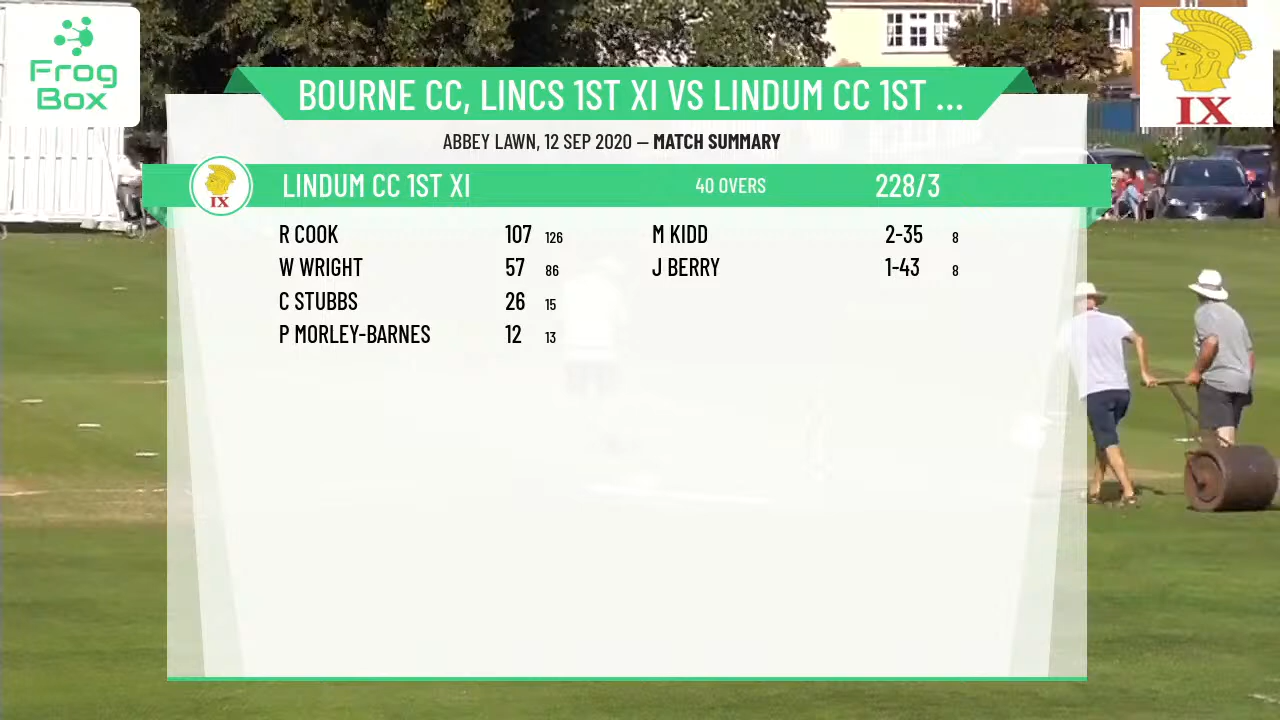 Frog
Box
IX
BOURNE CC, LINCS 1ST XI VS LINDUM CC 1ST ...
ABBEY LAWN, 12 SEP 2020 – MATCH SUMMARY
IX
LINDUM CC 1ST XI 40 OVERS 228/3
R COOK 107 126 M KIDD 2-35 8
W WRIGHT 57 86 J BERRY 1-43 8
C STUBBS 26 15
P MORLEY-BARNES 12 13